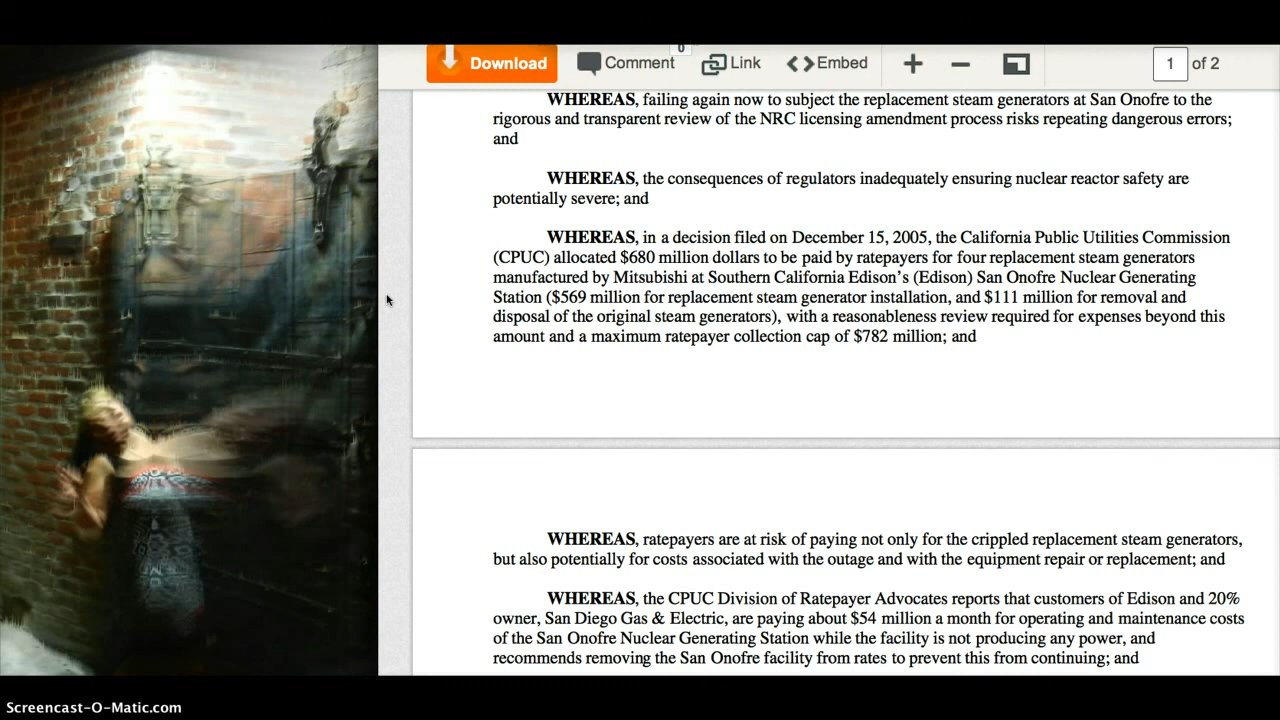 0
Download
Comment
Link
Embed
1 of 2
WHEREAS, failing again now to subject the replacement steam generators at San Onofre to the
rigorous and transparent review of the NRC licensing amendment process risks repeating dangerous errors;
and
WHEREAS, the consequences of regulators inadequately ensuring nuclear reactor safety are
potentially severe; and
WHEREAS, in a decision filed on December 15, 2005, the California Public Utilities Commission
(CPUC) allocated $680 million dollars to be paid by ratepayers for four replacement steam generators
manufactured by Mitsubishi at Southern California Edison’s (Edison) San Onofre Nuclear Generating
Station ($569 million for replacement steam generator installation, and $111 million for removal and
disposal of the original steam generators), with a reasonableness review required for expenses beyond this
amount and a maximum ratepayer collection cap of $782 million; and
WHEREAS, ratepayers are at risk of paying not only for the crippled replacement steam generators,
but also potentially for costs associated with the outage and with the equipment repair or replacement; and
WHEREAS, the CPUC Division of Ratepayer Advocates reports that customers of Edison and 20%
owner, San Diego Gas & Electric, are paying about $54 million a month for operating and maintenance costs
of the San Onofre Nuclear Generating Station while the facility is not producing any power, and
recommends removing the San Onofre facility from rates to prevent this from continuing; and
Screencast-O-Matic.com